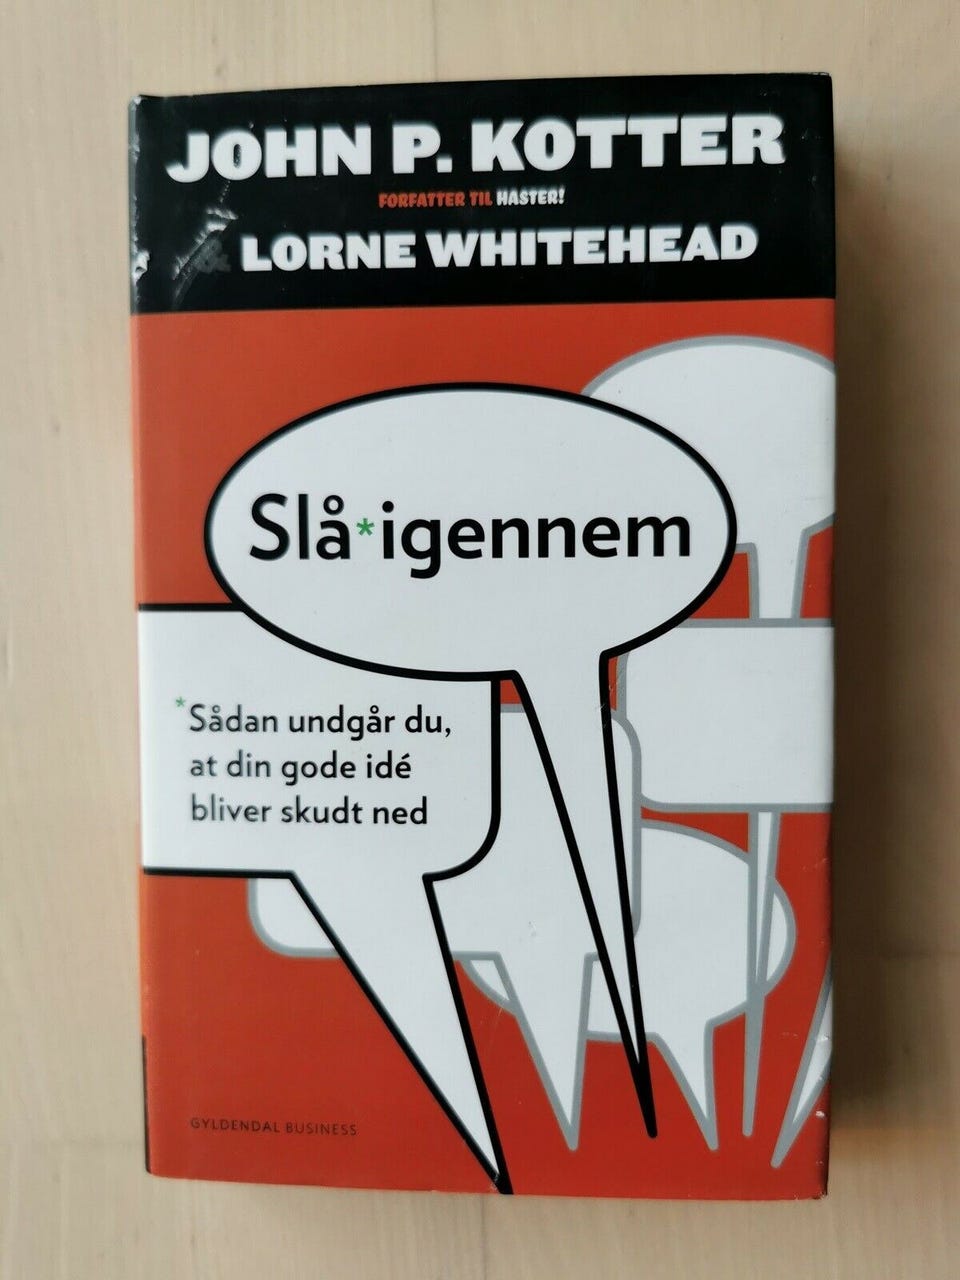 JOHN P. KOTTER
FORFATTER TIL HASTER!
& LORNE WHITEHEAD
Slå*igennem
*Sådan undgår du,
at din gode idé
bliver skudt ned
GYLDENDAL BUSINESS